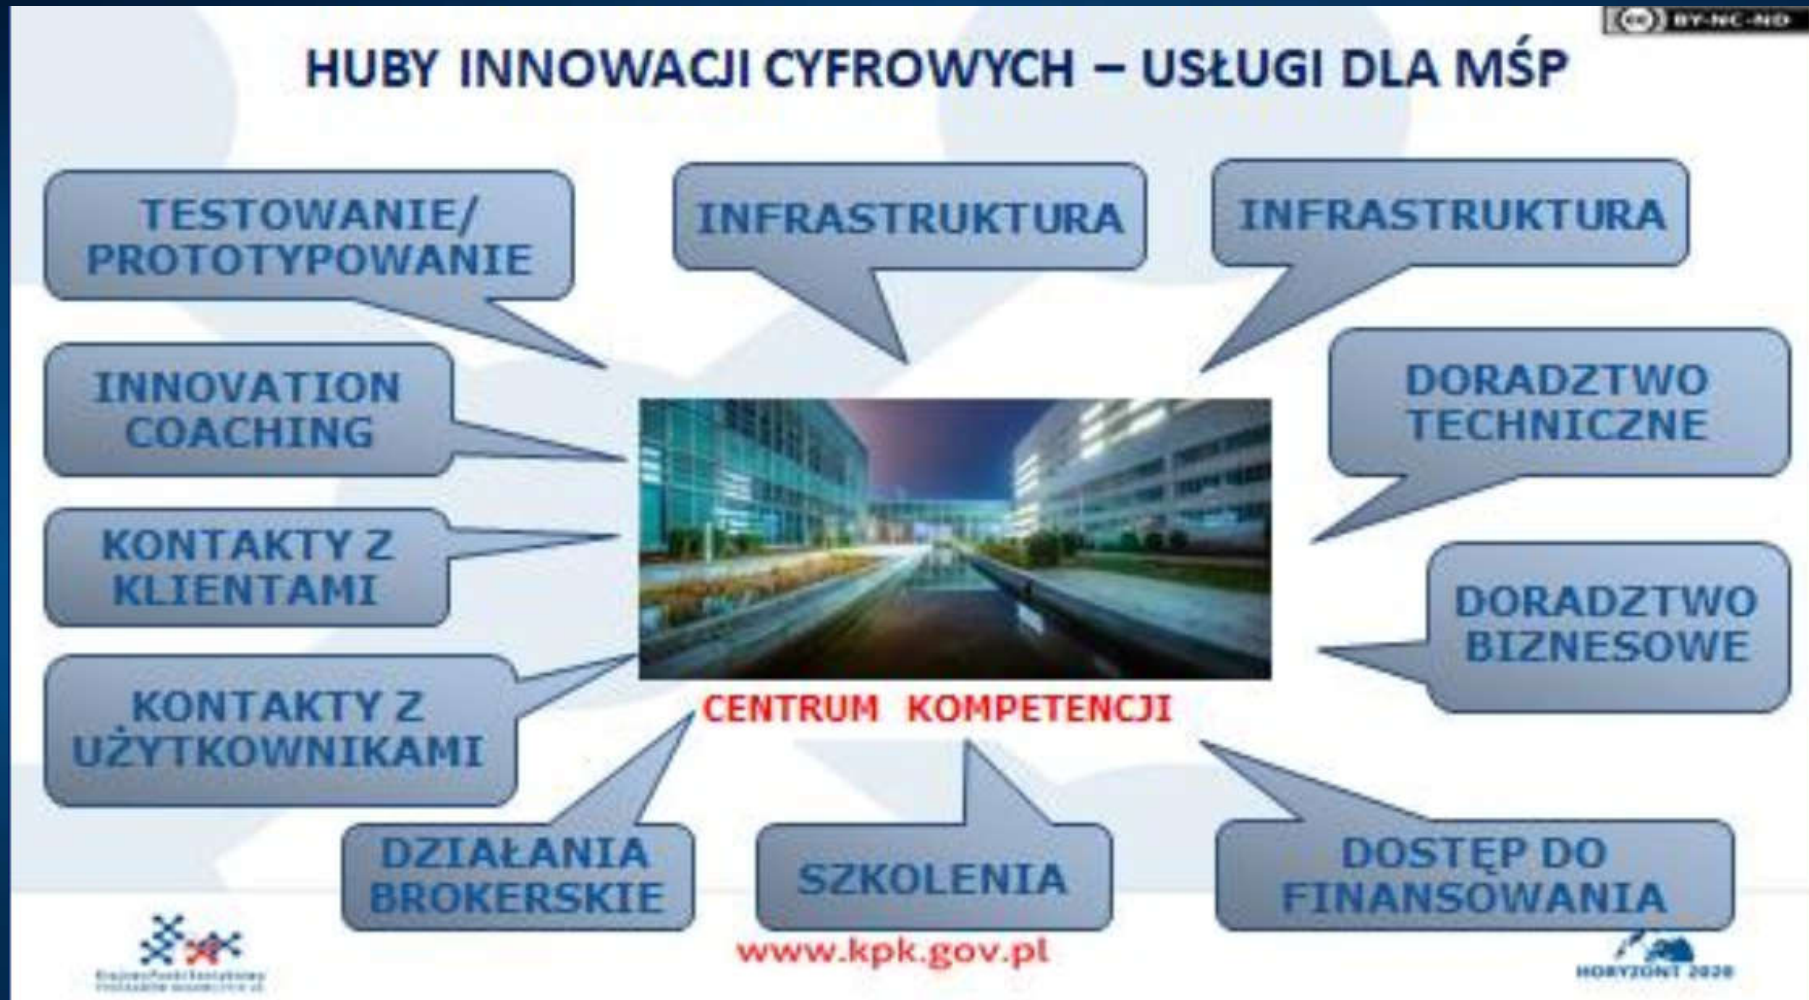 BY-NC-ND
HUBY INNOWACJI CYFROWYCH – USŁUGI DLA MŚP
TESTOWANIE/
PROTOTYPOWANIE
INFRASTRUKTURA
INFRASTRUKTURA
INNOVATION
COACHING
DORADZTWO
TECHNICZNE
KONTAKTY Z
KLIENTAMI
DORADZTWO
BIZNESOWE
KONTAKTY Z
UŻYTKOWNIKAMI
CENTRUM KOMPETENCJI
DZIAŁANIA
BROKERSKIE
SZKOLENIA
DOSTĘP DO
FINANSOWANIA
www.kpk.gov.pl
HORYZONT 2020